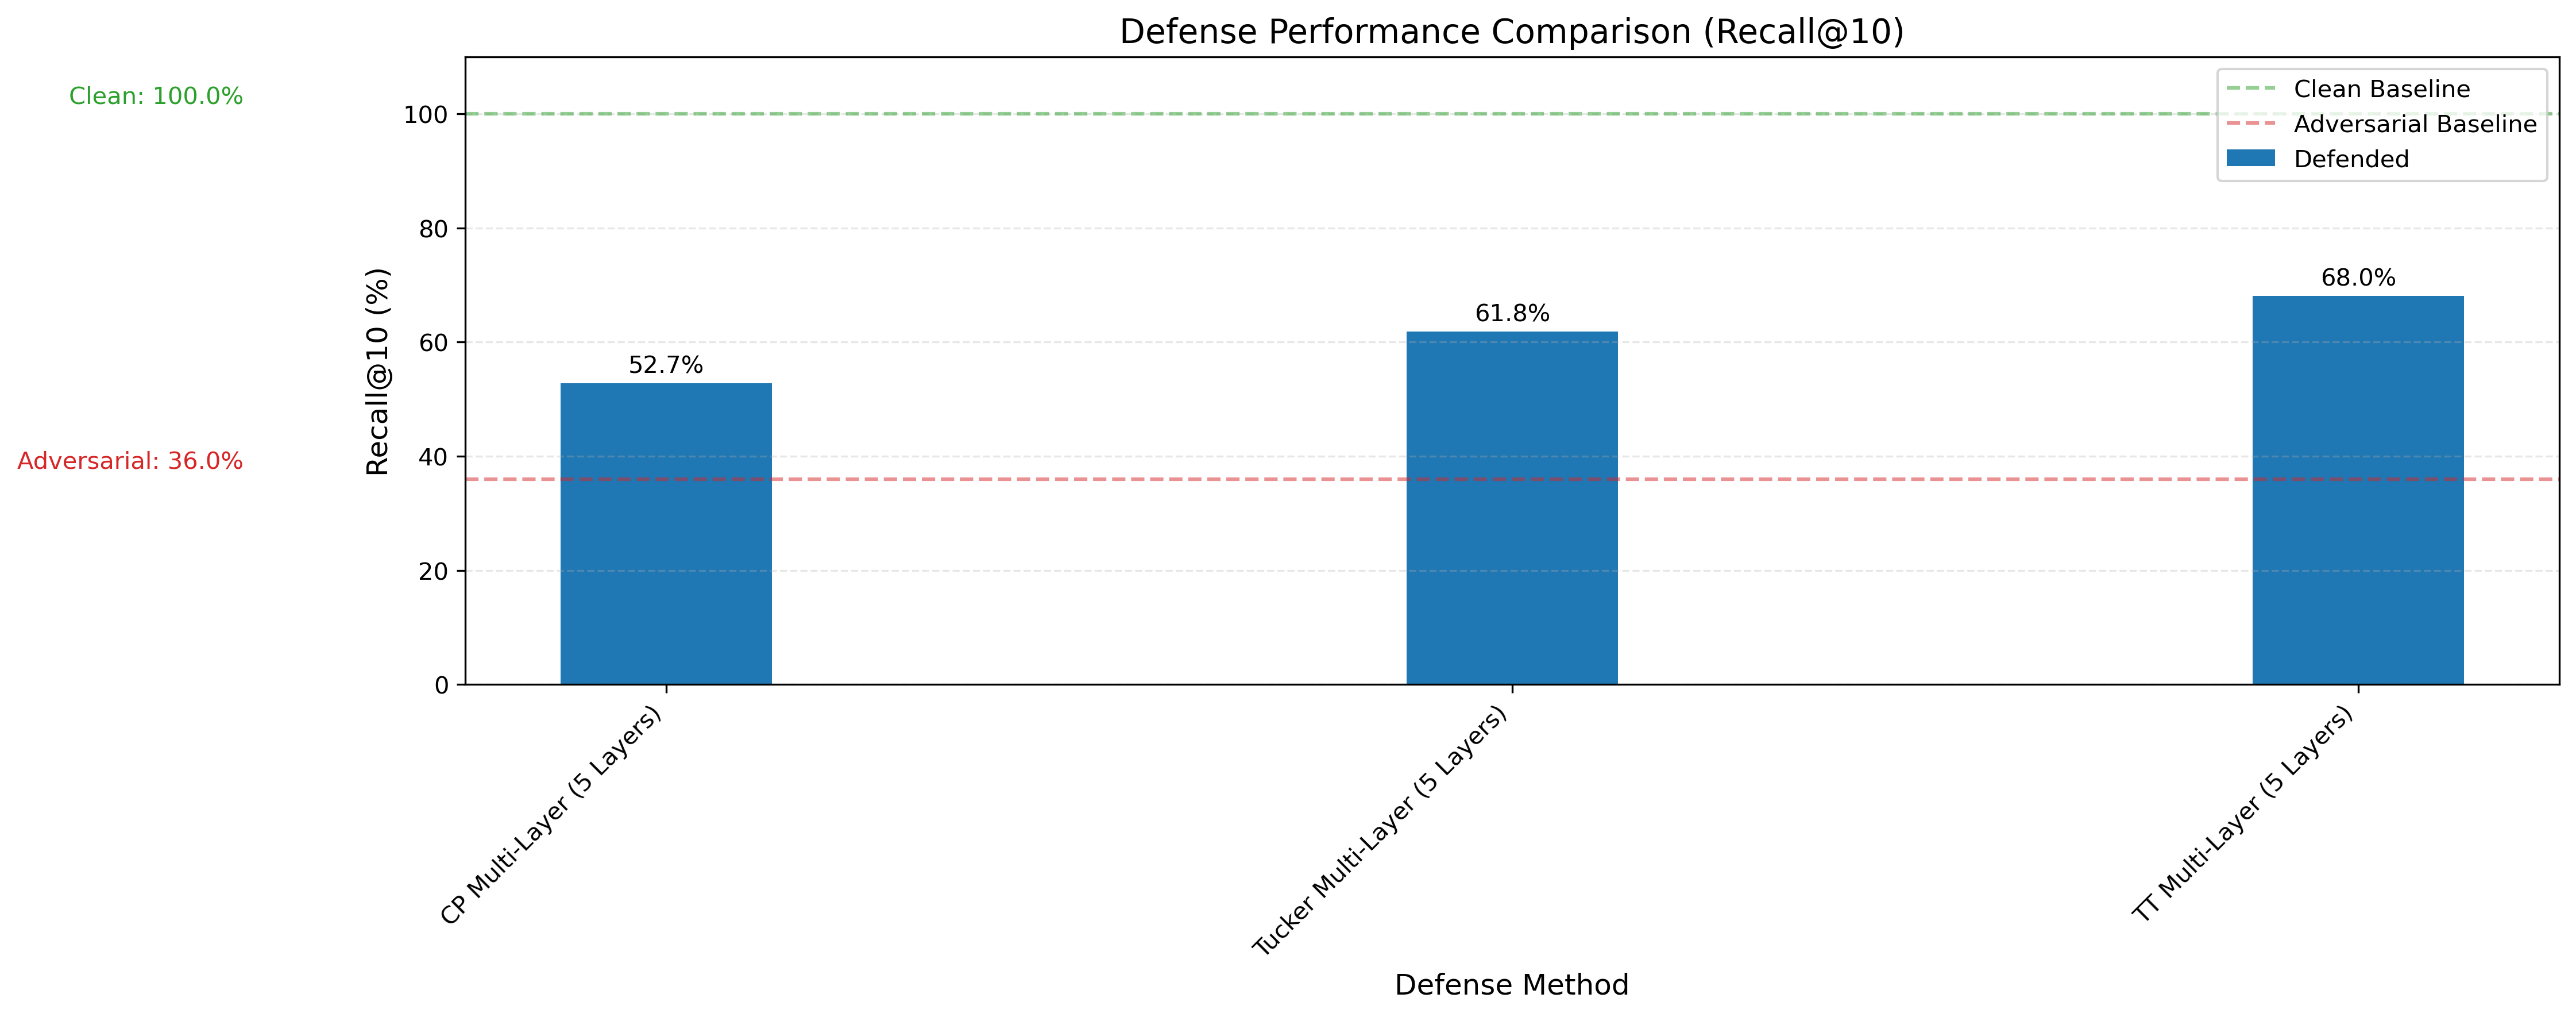 Defense Performance Comparison (Recall@10)
Clean: 100.0%
Adversarial: 36.0%
Recall@10 (%)
100
80
60
40
20
0
Clean Baseline
Adversarial Baseline
Defended
52.7%
61.8%
68.0%
CP Multi-Layer (5 Layers)
Tucker Multi-Layer (5 Layers)
TT Multi-Layer (5 Layers)
Defense Method